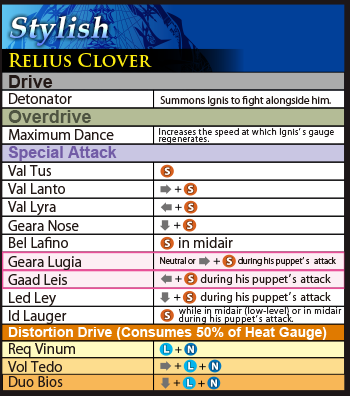 Stylish
RELIUS CLOVER
Drive
Detonator Summons Ignis to fight alongside him.
Overdrive
Maximum Dance Increases the speed at which Ignis's gauge
regenerates.
Special Attack
Val Tus S
Val Lanto ➡ + S
Val Lyra ⬅ + S
Geara Nose ⬇ + S
Bel Lafino S in midair
Geara Lugia Neutral or ➡ + S during his puppet's attack
Gaad Leis ⬅ + S during his puppet's attack
Led Ley ⬇ + S during his puppet's attack
Id Lauger S while in midair (low-level) or in midair
during his puppet's attack.
Distortion Drive (Consumes 50% of Heat Gauge)
Req Vinum L + N
Vol Tedo ➡ + L + N
Duo Bios ⬇ + L + N